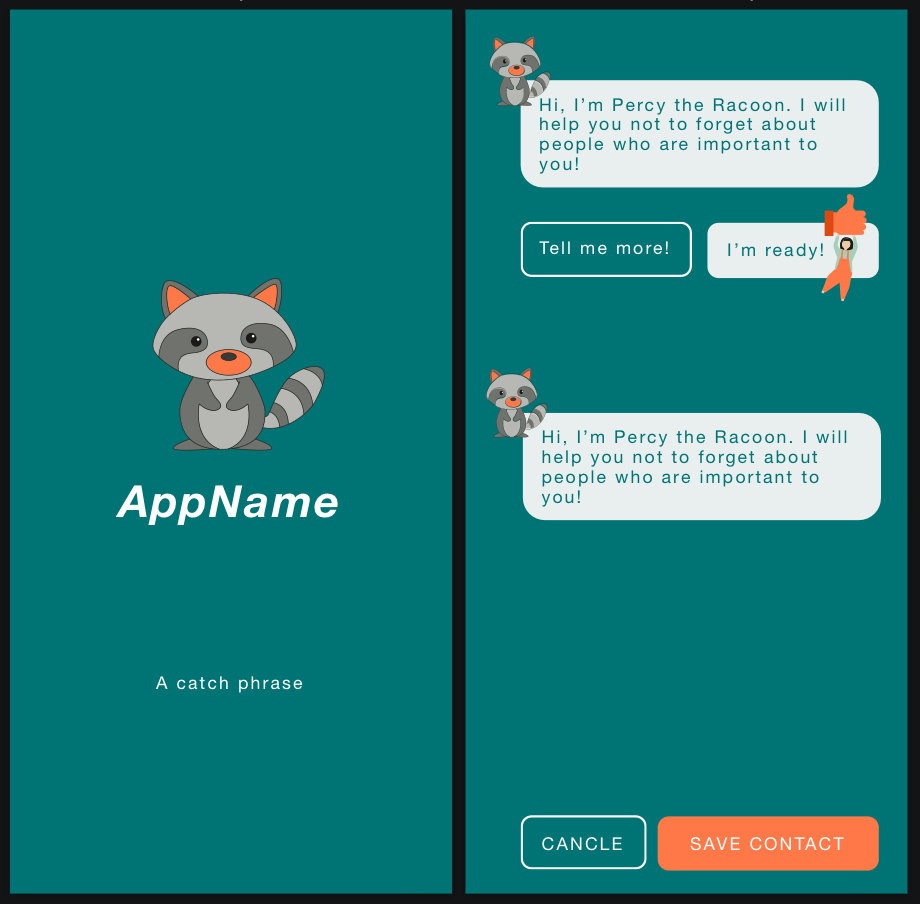 AppName
A catch phrase
Hi, I’m Percy the Racoon. I will
help you not to forget about
people who are important to
you!
Tell me more!
I’m ready!
Hi, I’m Percy the Racoon. I will
help you not to forget about
people who are important to
you!
CANCLE
SAVE CONTACT